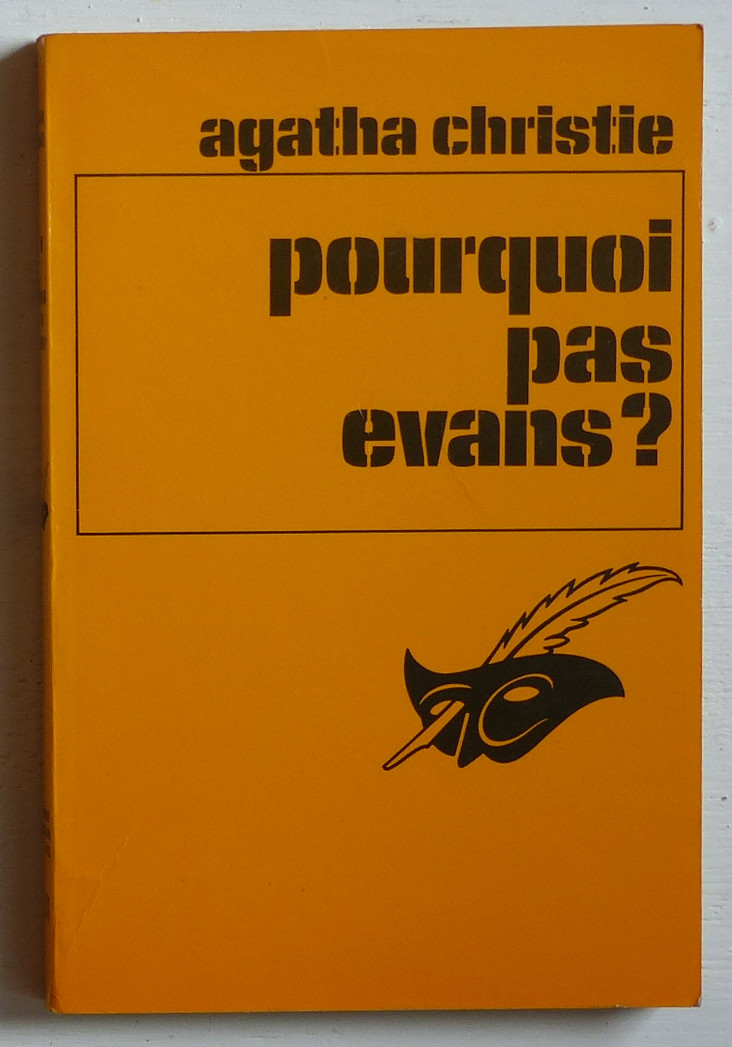 agatha christie
pourquoi
pas
evans?